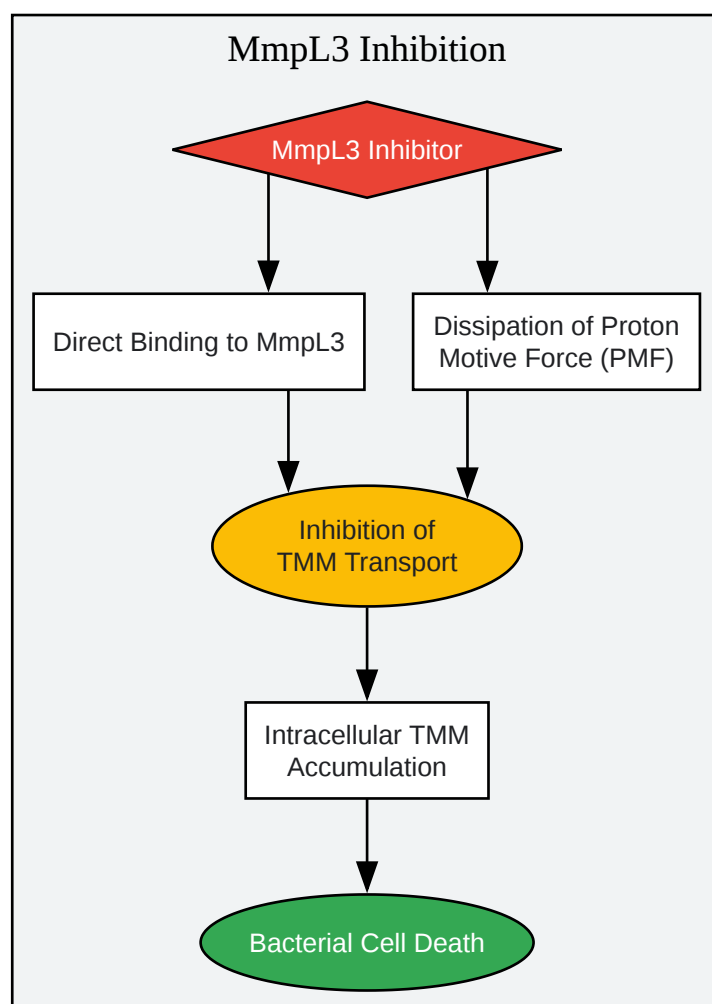 MmpL3 Inhibition
MmpL3 Inhibitor
Direct Binding to MmpL3
Dissipation of Proton
Motive Force (PMF)
Inhibition of
TMM Transport
Intracellular TMM
Accumulation
Bacterial Cell Death